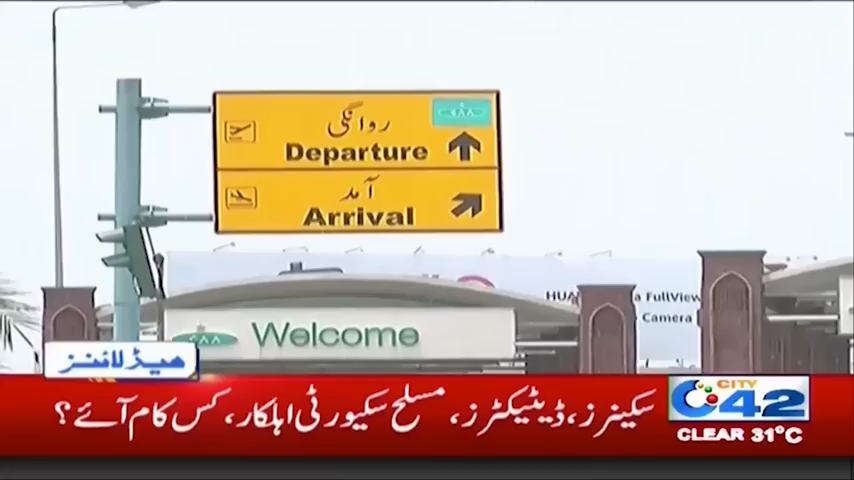 روانگی
Departure
آمد
Arrival
HUA
FullView
Camera
Welcome
ہیڈلائنز
سکینرز، ڈیٹیکٹرز، مسلح سکیورٹی اہلکار، کس کام آئے؟
CITY
42
CLEAR 31°C